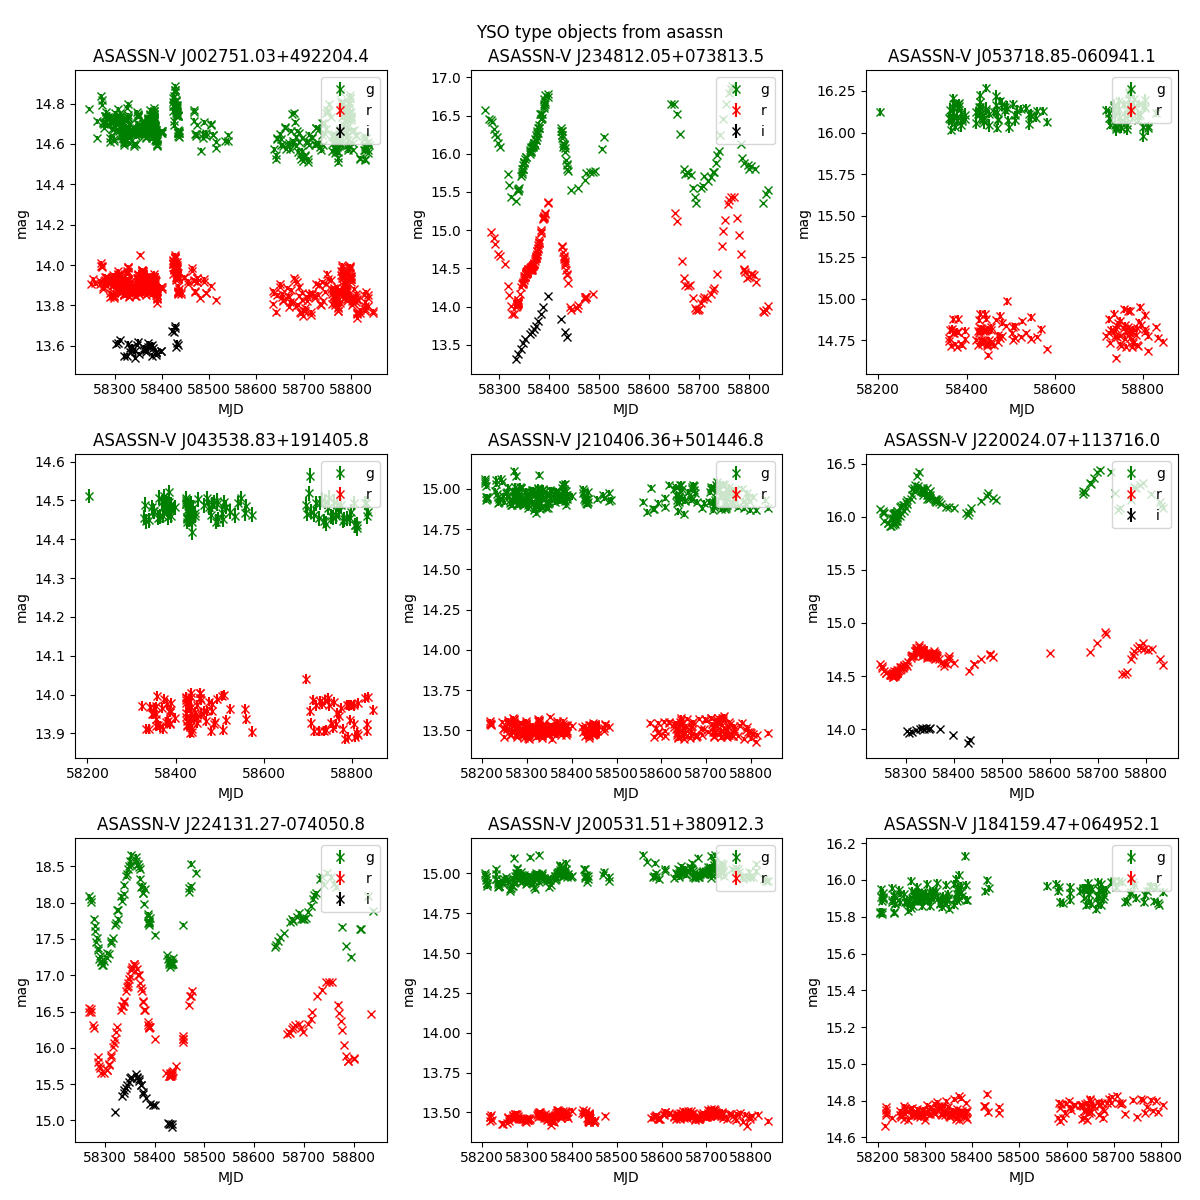 YSO type objects from asassn
ASASSN-V J002751.03+492204.4
14.8
14.6
14.4
14.2
14.0
13.8
13.6
mag
58300 58400 58500 58600 58700 58800
MJD
g
r
i
ASASSN-V J234812.05+073813.5
17.0
16.5
16.0
15.5
15.0
14.5
14.0
13.5
mag
58300 58400 58500 58600 58700 58800
MJD
g
r
i
ASASSN-V J053718.85-060941.1
16.25
16.00
15.75
15.50
15.25
15.00
14.75
mag
58200 58400 58600 58800
MJD
g
r
ASASSN-V J043538.83+191405.8
14.6
14.5
14.4
14.3
14.2
14.1
14.0
13.9
mag
58200 58400 58600 58800
MJD
g
r
ASASSN-V J210406.36+501446.8
15.00
14.75
14.50
14.25
14.00
13.75
13.50
mag
58200 58300 58400 58500 58600 58700 58800
MJD
g
r
ASASSN-V J220024.07+113716.0
16.5
16.0
15.5
15.0
14.5
14.0
mag
58300 58400 58500 58600 58700 58800
MJD
g
r
i
ASASSN-V J224131.27-074050.8
18.5
18.0
17.5
17.0
16.5
16.0
15.5
15.0
mag
58300 58400 58500 58600 58700 58800
MJD
g
r
i
ASASSN-V J200531.51+380912.3
15.00
14.75
14.50
14.25
14.00
13.75
13.50
mag
58200 58300 58400 58500 58600 58700 58800
MJD
g
r
ASASSN-V J184159.47+064952.1
16.2
16.0
15.8
15.6
15.4
15.2
15.0
14.8
14.6
mag
58200 58300 58400 58500 58600 58700 58800
MJD
g
r